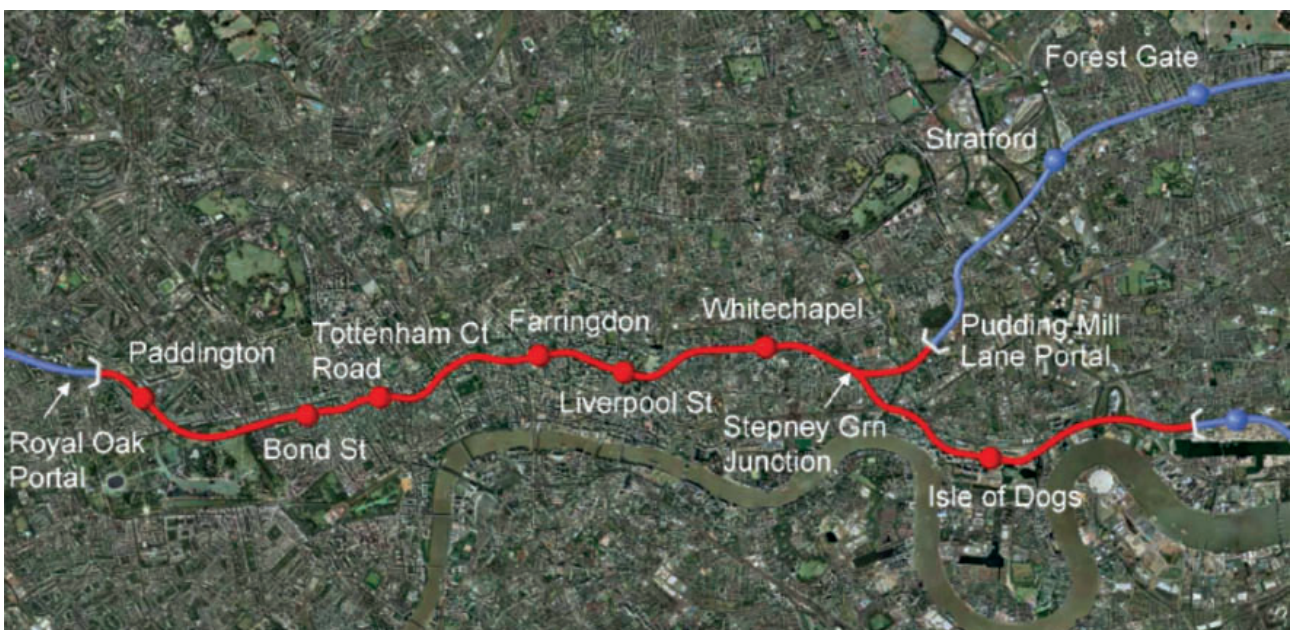 Forest Gate
Stratford
Whitechapel
Farringdon
Tottenham Ct
Road
Paddington
Pudding Mill
Lane Portal
Liverpool St
Bond St
Royal Oak
Portal
Stepney Grn
Junction
Isle of Dogs